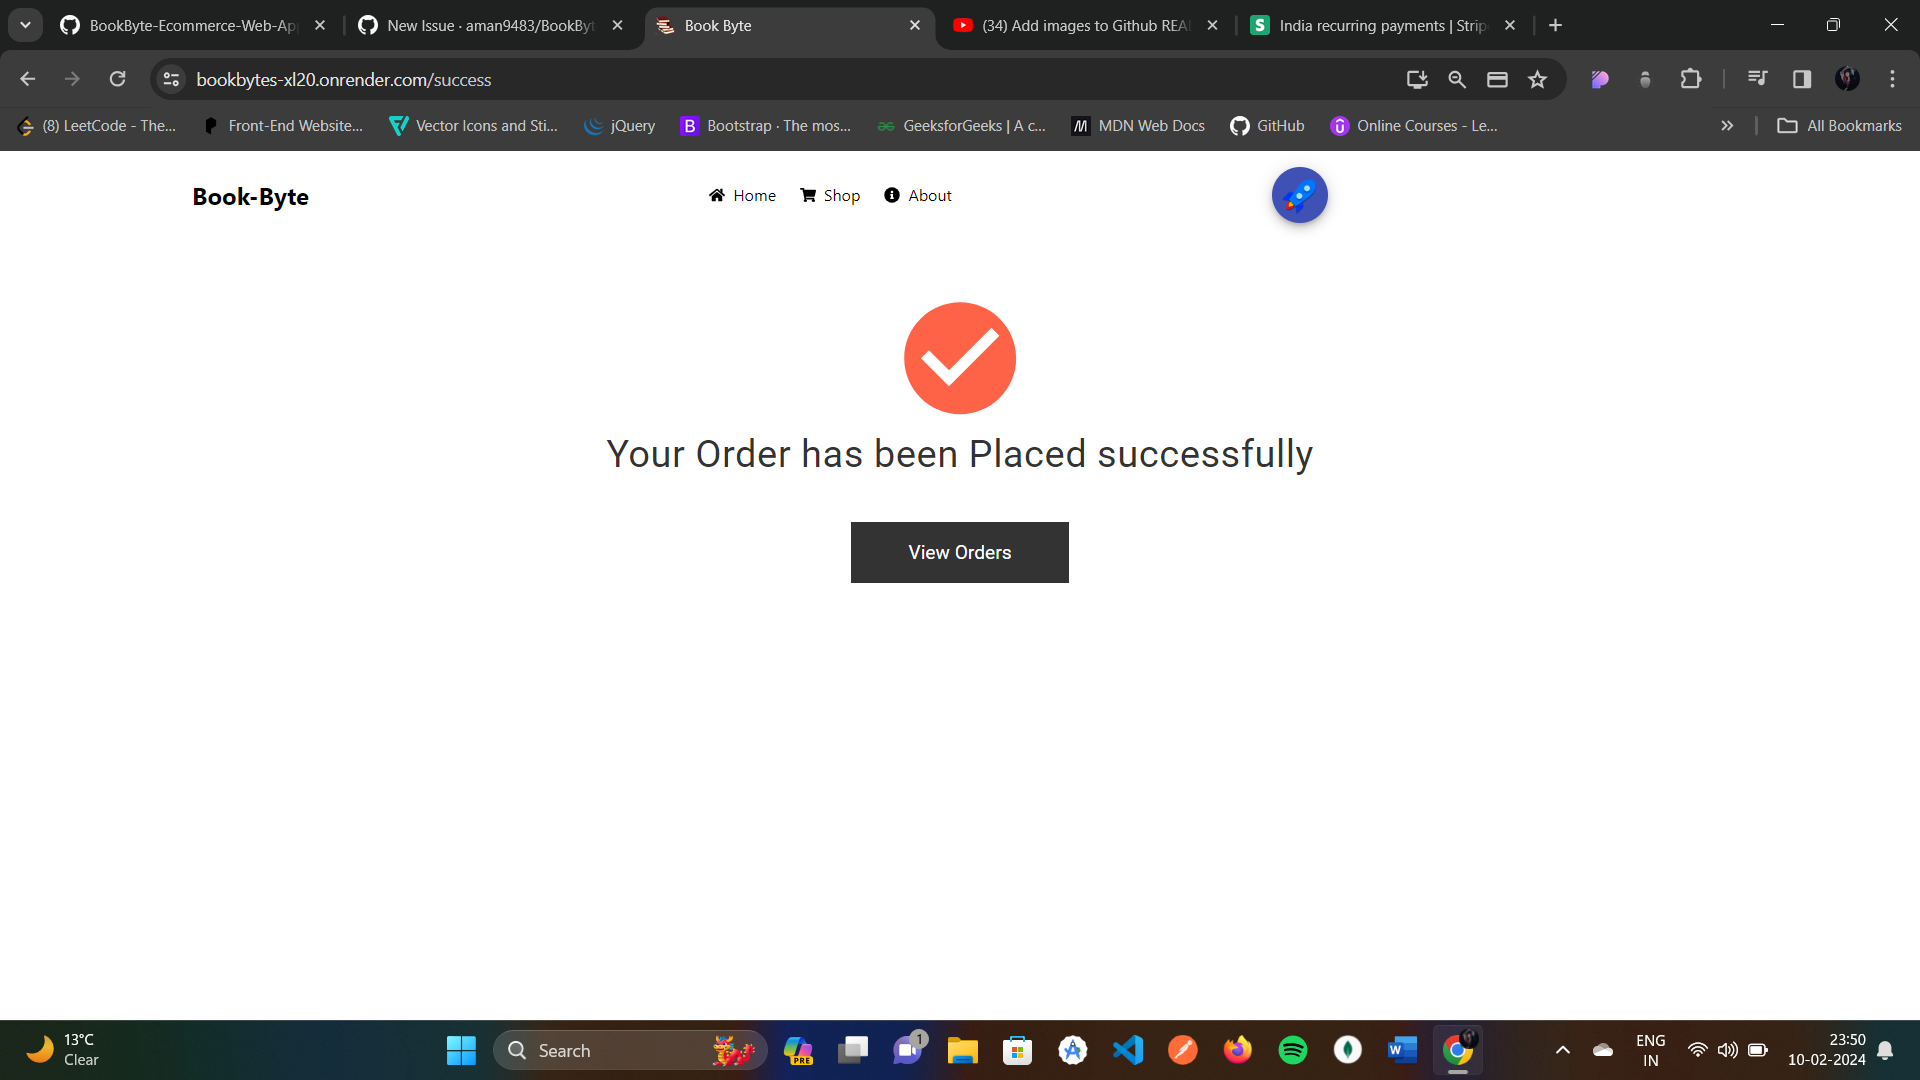 BookByte-Ecommerce-Web-Ap
New Issue · aman9483/BookByt
Book Byte
(34) Add images to Github REA
India recurring payments | Strip
bookbytes-xl20.onrender.com/success
(8) LeetCode - The...
Front-End Website...
Vector Icons and Sti...
jQuery
Bootstrap · The mos...
GeeksforGeeks | A c...
MDN Web Docs
GitHub
Online Courses - Le...
All Bookmarks
Book-Byte
Home
Shop
About
Your Order has been Placed successfully
View Orders
13°C
Clear
Search
PRE
1
ENG
IN
23:50
10-02-2024